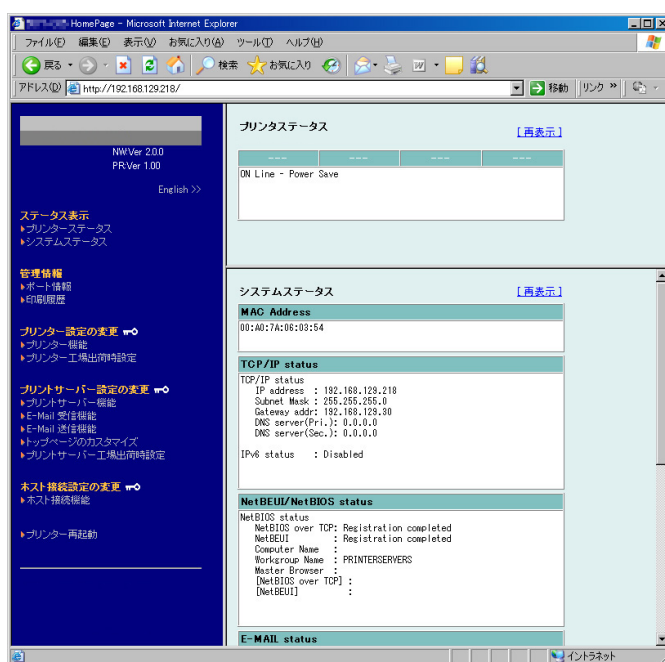 HomePage - Microsoft Internet Explorer
ファイル(F) 編集(E) 表示(V) お気に入り(A) ツール(T) ヘルプ(H)
戻る 検索 お気に入り
アドレス(D) http://192.168.129.218/ 移動 リンク »
NW:Ver 2.0.0
PR:Ver 1.00
English >>
ステータス表示
プリンターステータス
システムステータス
管理情報
ポート情報
印刷履歴
プリンター設定の変更
プリンター機能
プリンター工場出荷時設定
プリントサーバー設定の変更
プリントサーバー機能
E-Mail 受信機能
E-Mail 送信機能
トップページのカスタマイズ
プリントサーバー工場出荷時設定
ホスト接続設定の変更
ホスト接続機能
プリンター再起動
プリンタステータス [再表示]
--- --- --- ---
ON Line - Power Save
システムステータス [再表示]
MAC Address
00:A0:7A:06:03:54
TCP/IP status
TCP/IP status
IP address : 192.168.129.218
Subnet Mask : 255.255.255.0
Gateway addr: 192.168.129.30
DNS server(Pri.): 0.0.0.0
DNS server(Sec.): 0.0.0.0
IPv6 status : Disabled
NetBEUI/NetBIOS status
NetBIOS status
NetBIOS over TCP: Registration completed
NetBEUI : Registration completed
Computer Name :
Workgroup Name : PRINTERSERVERS
Master Browser :
[NetBIOS over TCP] :
[NetBEUI] :
E-MAIL status
イントラネット